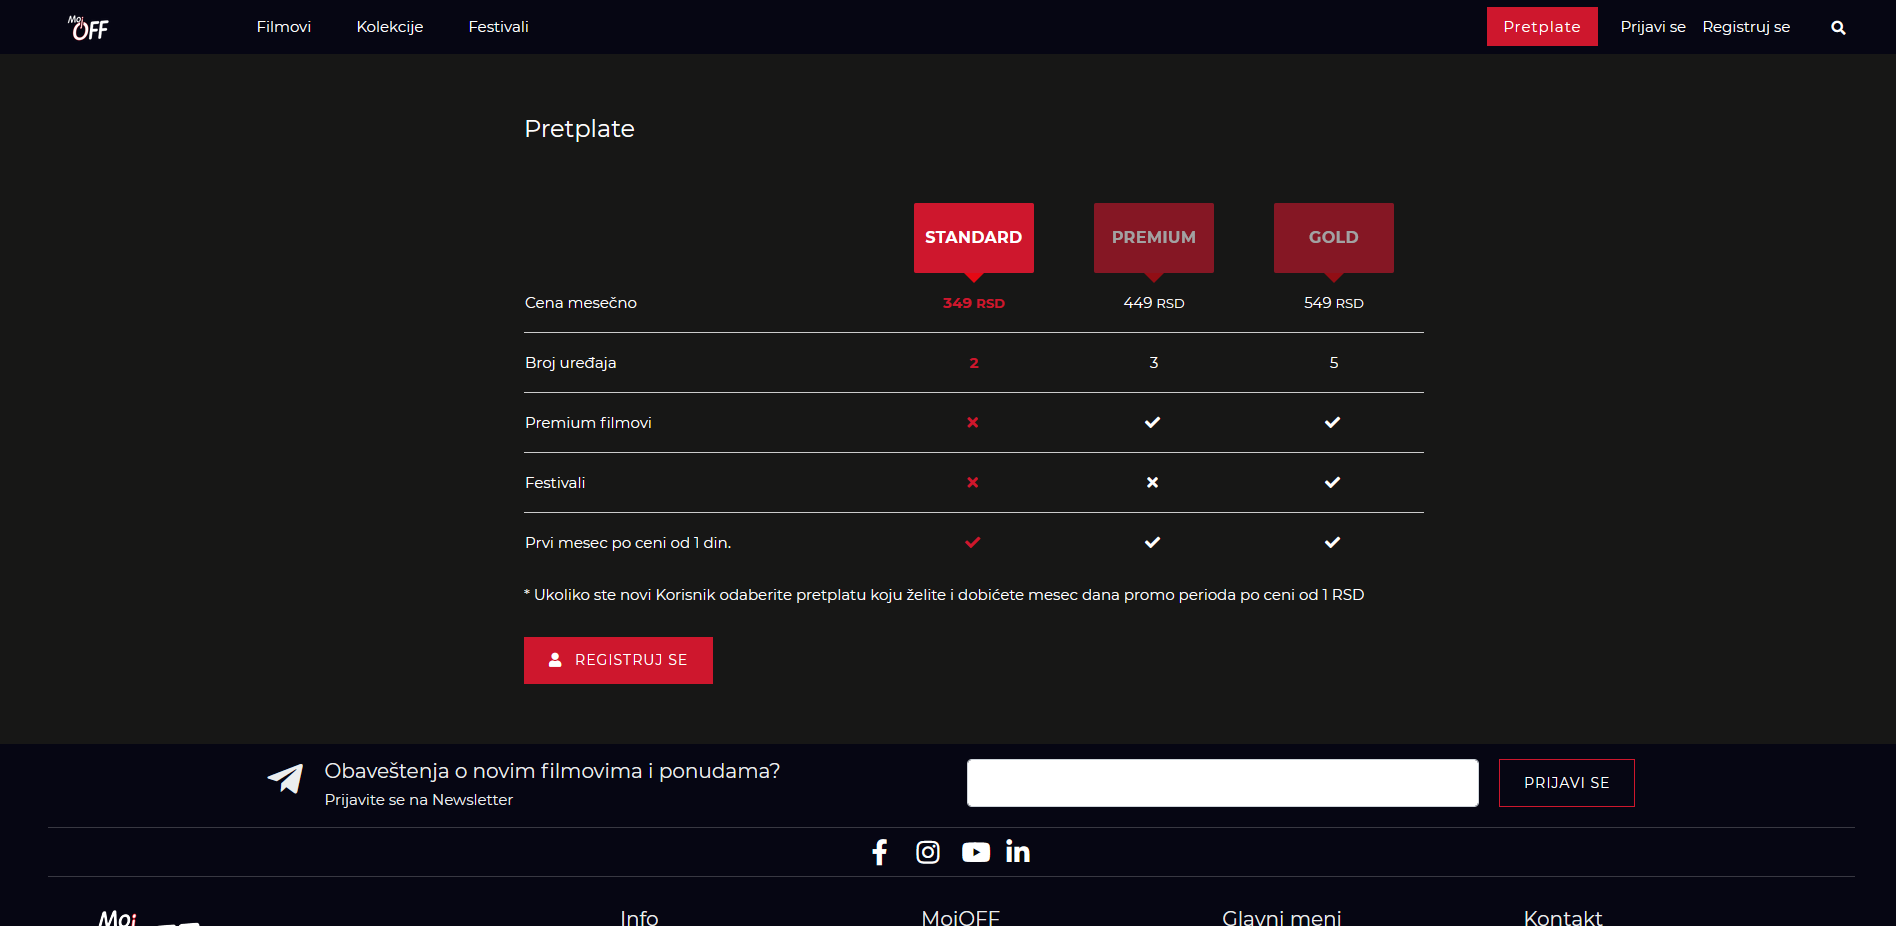 Moj OFF
Filmovi Kolekcije Festivali Pretplate Prijavi se Registruj se
Pretplate
STANDARD PREMIUM GOLD
Cena mesečno 349 RSD 449 RSD 549 RSD
Broj uređaja 2 3 5
Premium filmovi
Festivali
Prvi mesec po ceni od 1 din.
* Ukoliko ste novi Korisnik odaberite pretplatu koju želite i dobićete mesec dana promo perioda po ceni od 1 RSD
REGISTRUJ SE
Obaveštenja o novim filmovima i ponudama?
Prijavite se na Newsletter
PRIJAVI SE
Moj
Info MojOFF Glavni meni Kontakt